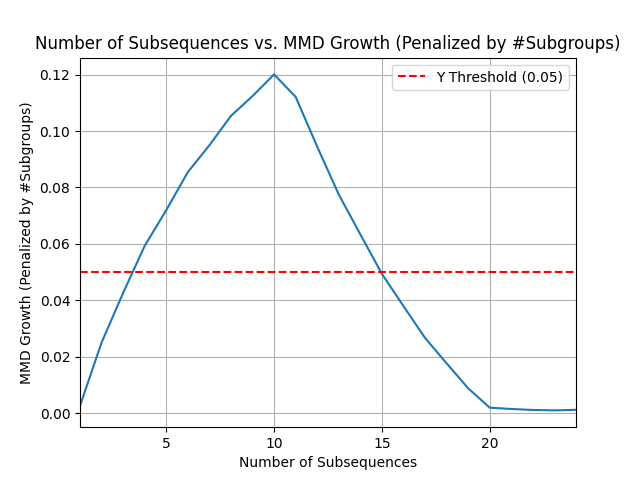 Number of Subsequences vs. MMD Growth (Penalized by #Subgroups)
Y Threshold (0.05)
MMD Growth (Penalized by #Subgroups)
0.12
0.10
0.08
0.06
0.04
0.02
0.00
5 10 15 20
Number of Subsequences